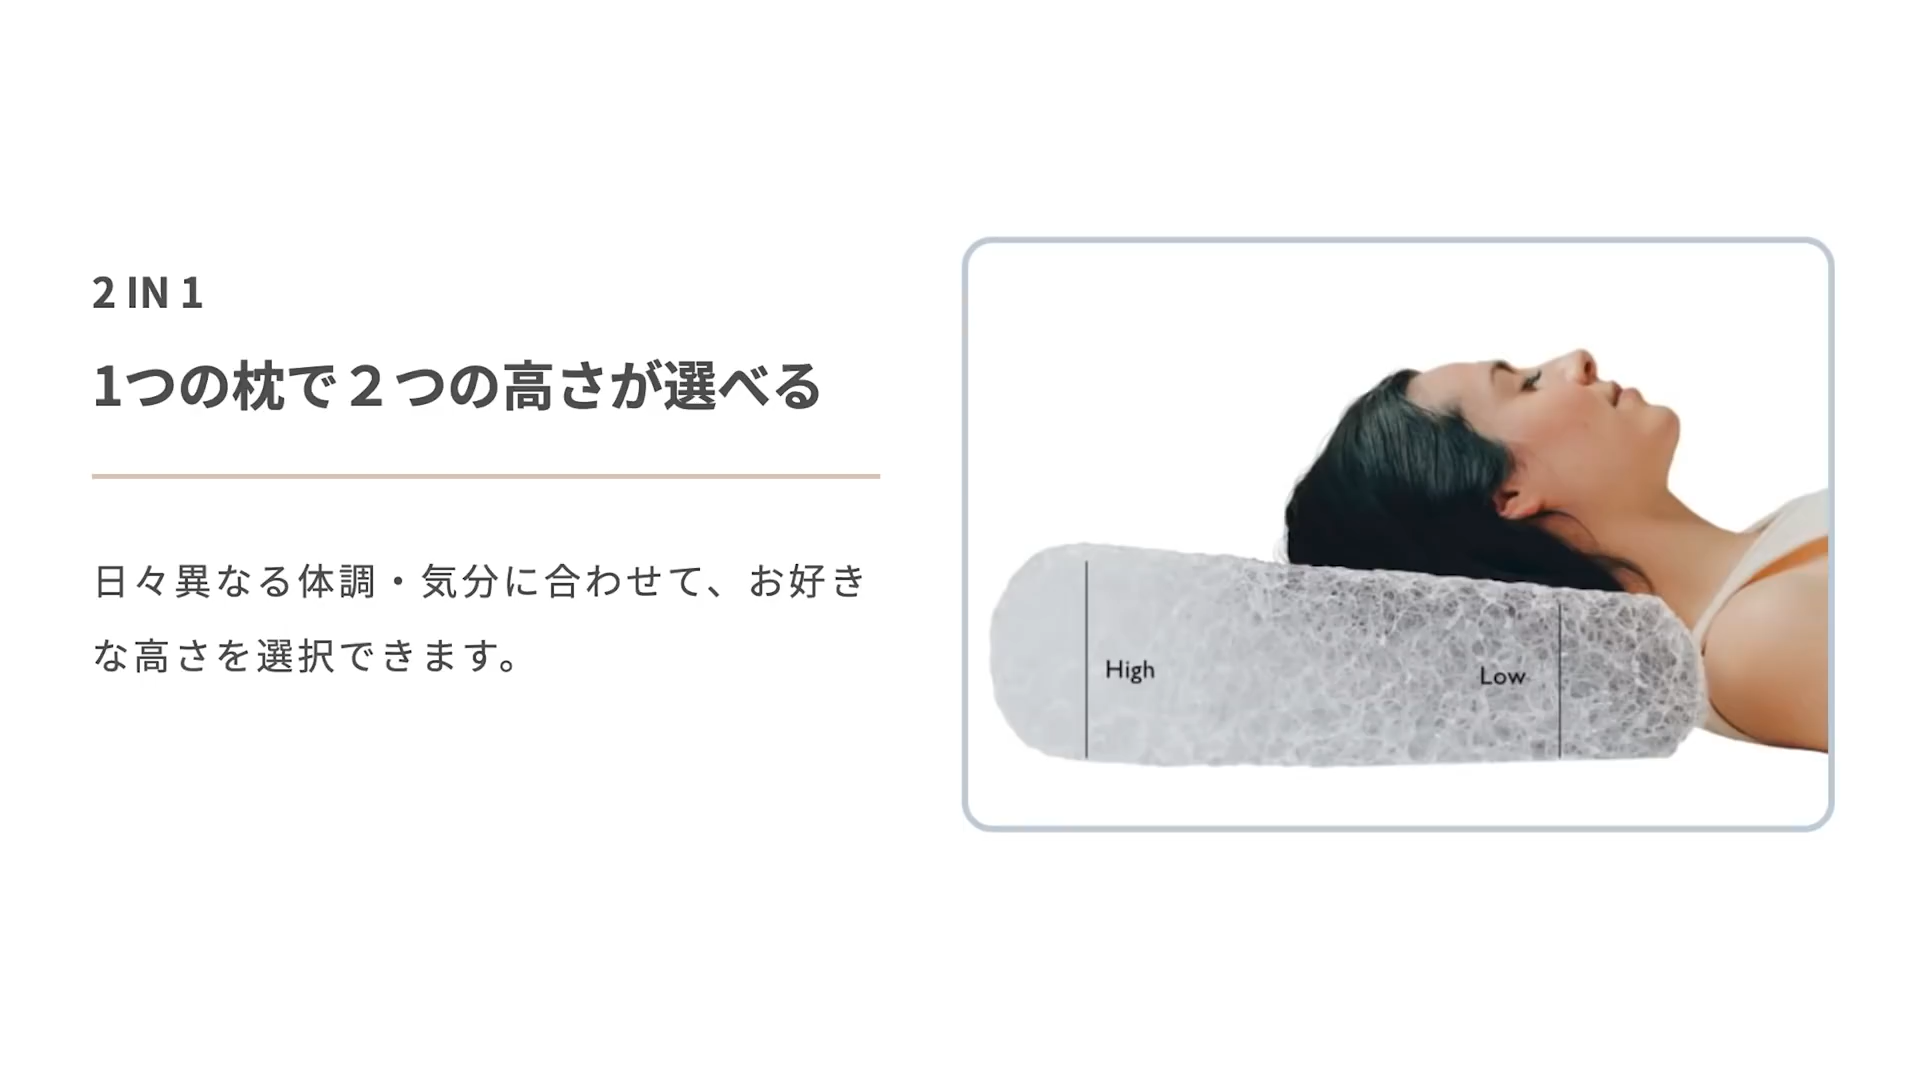 2 IN 1
1つの枕で２つの高さが選べる
日々異なる体調・気分に合わせて、お好き
な高さを選択できます。
High
Low